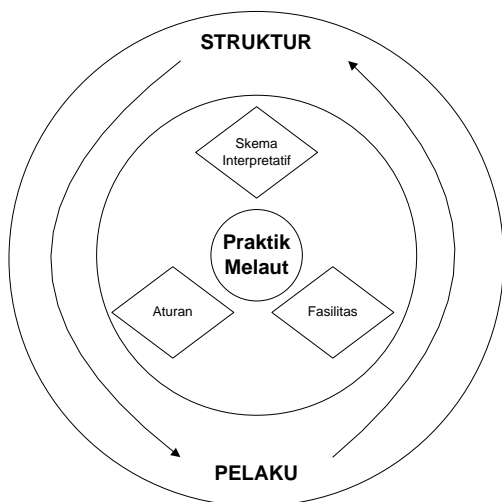 STRUKTUR
Skema
Interpretatif
Praktik
Melaut
Aturan
Fasilitas
PELAKU